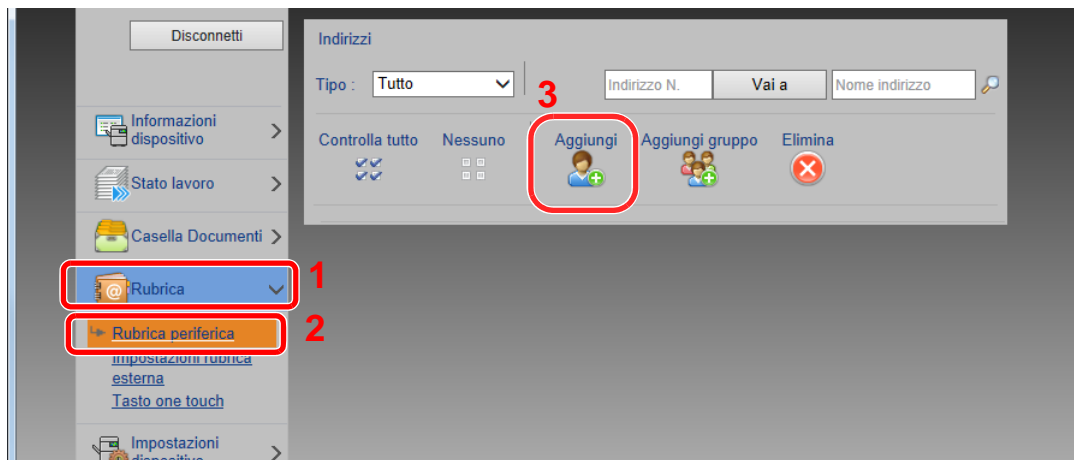 Disconnetti
Informazioni
dispositivo
Stato lavoro
Casella Documenti
1
Rubrica
2
Rubrica periferica
Impostazioni rubrica
esterna
Tasto one touch
Impostazioni
dispositivo
Indirizzi
Tipo : Tutto
Indirizzo N. Vai a Nome indirizzo
3
Controlla tutto Nessuno Aggiungi Aggiungi gruppo Elimina